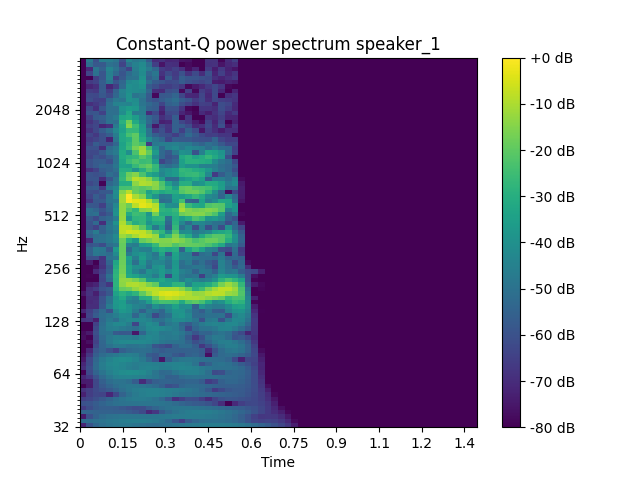 Constant-Q power spectrum speaker_1
Hz
2048
1024
512
256
128
64
32
0 0.15 0.3 0.45 0.6 0.75 0.9 1.1 1.2 1.4
Time
+0 dB
-10 dB
-20 dB
-30 dB
-40 dB
-50 dB
-60 dB
-70 dB
-80 dB